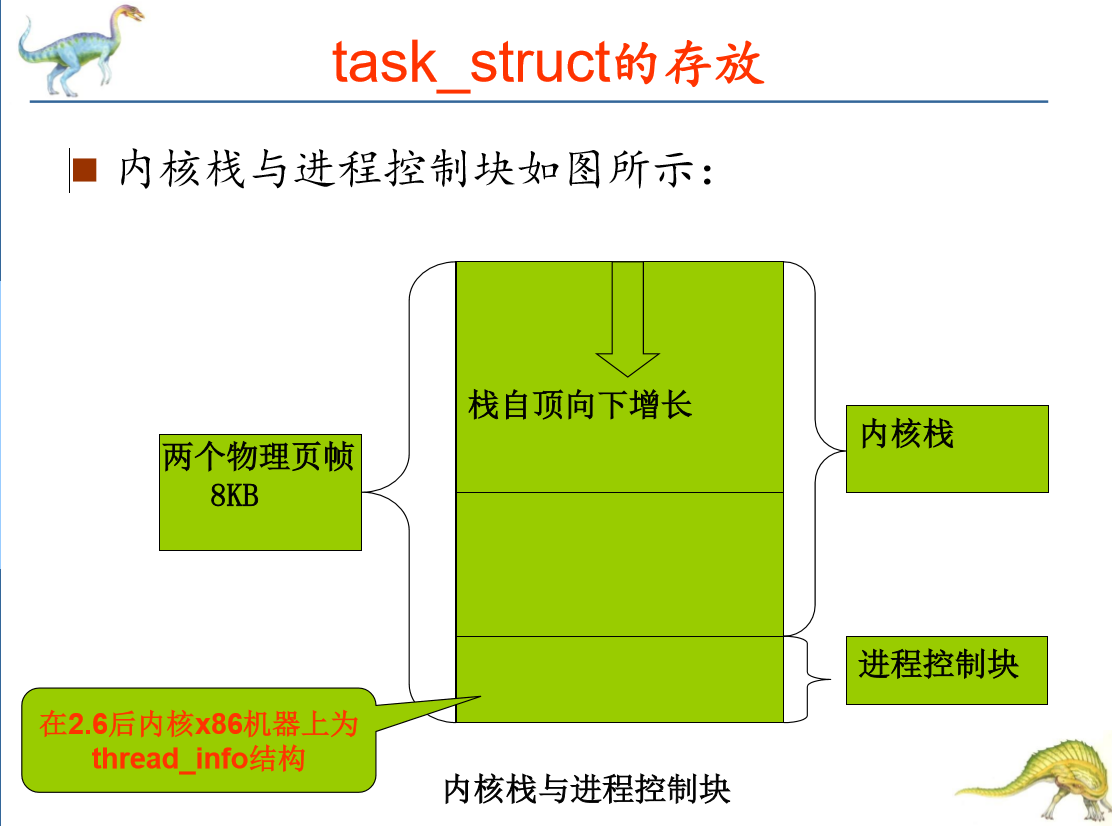 task_struct的存放
内核栈与进程控制块如图所示：
栈自顶向下增长
内核栈
两个物理页帧
8KB
进程控制块
在2.6后内核x86机器上为
thread_info结构
内核栈与进程控制块